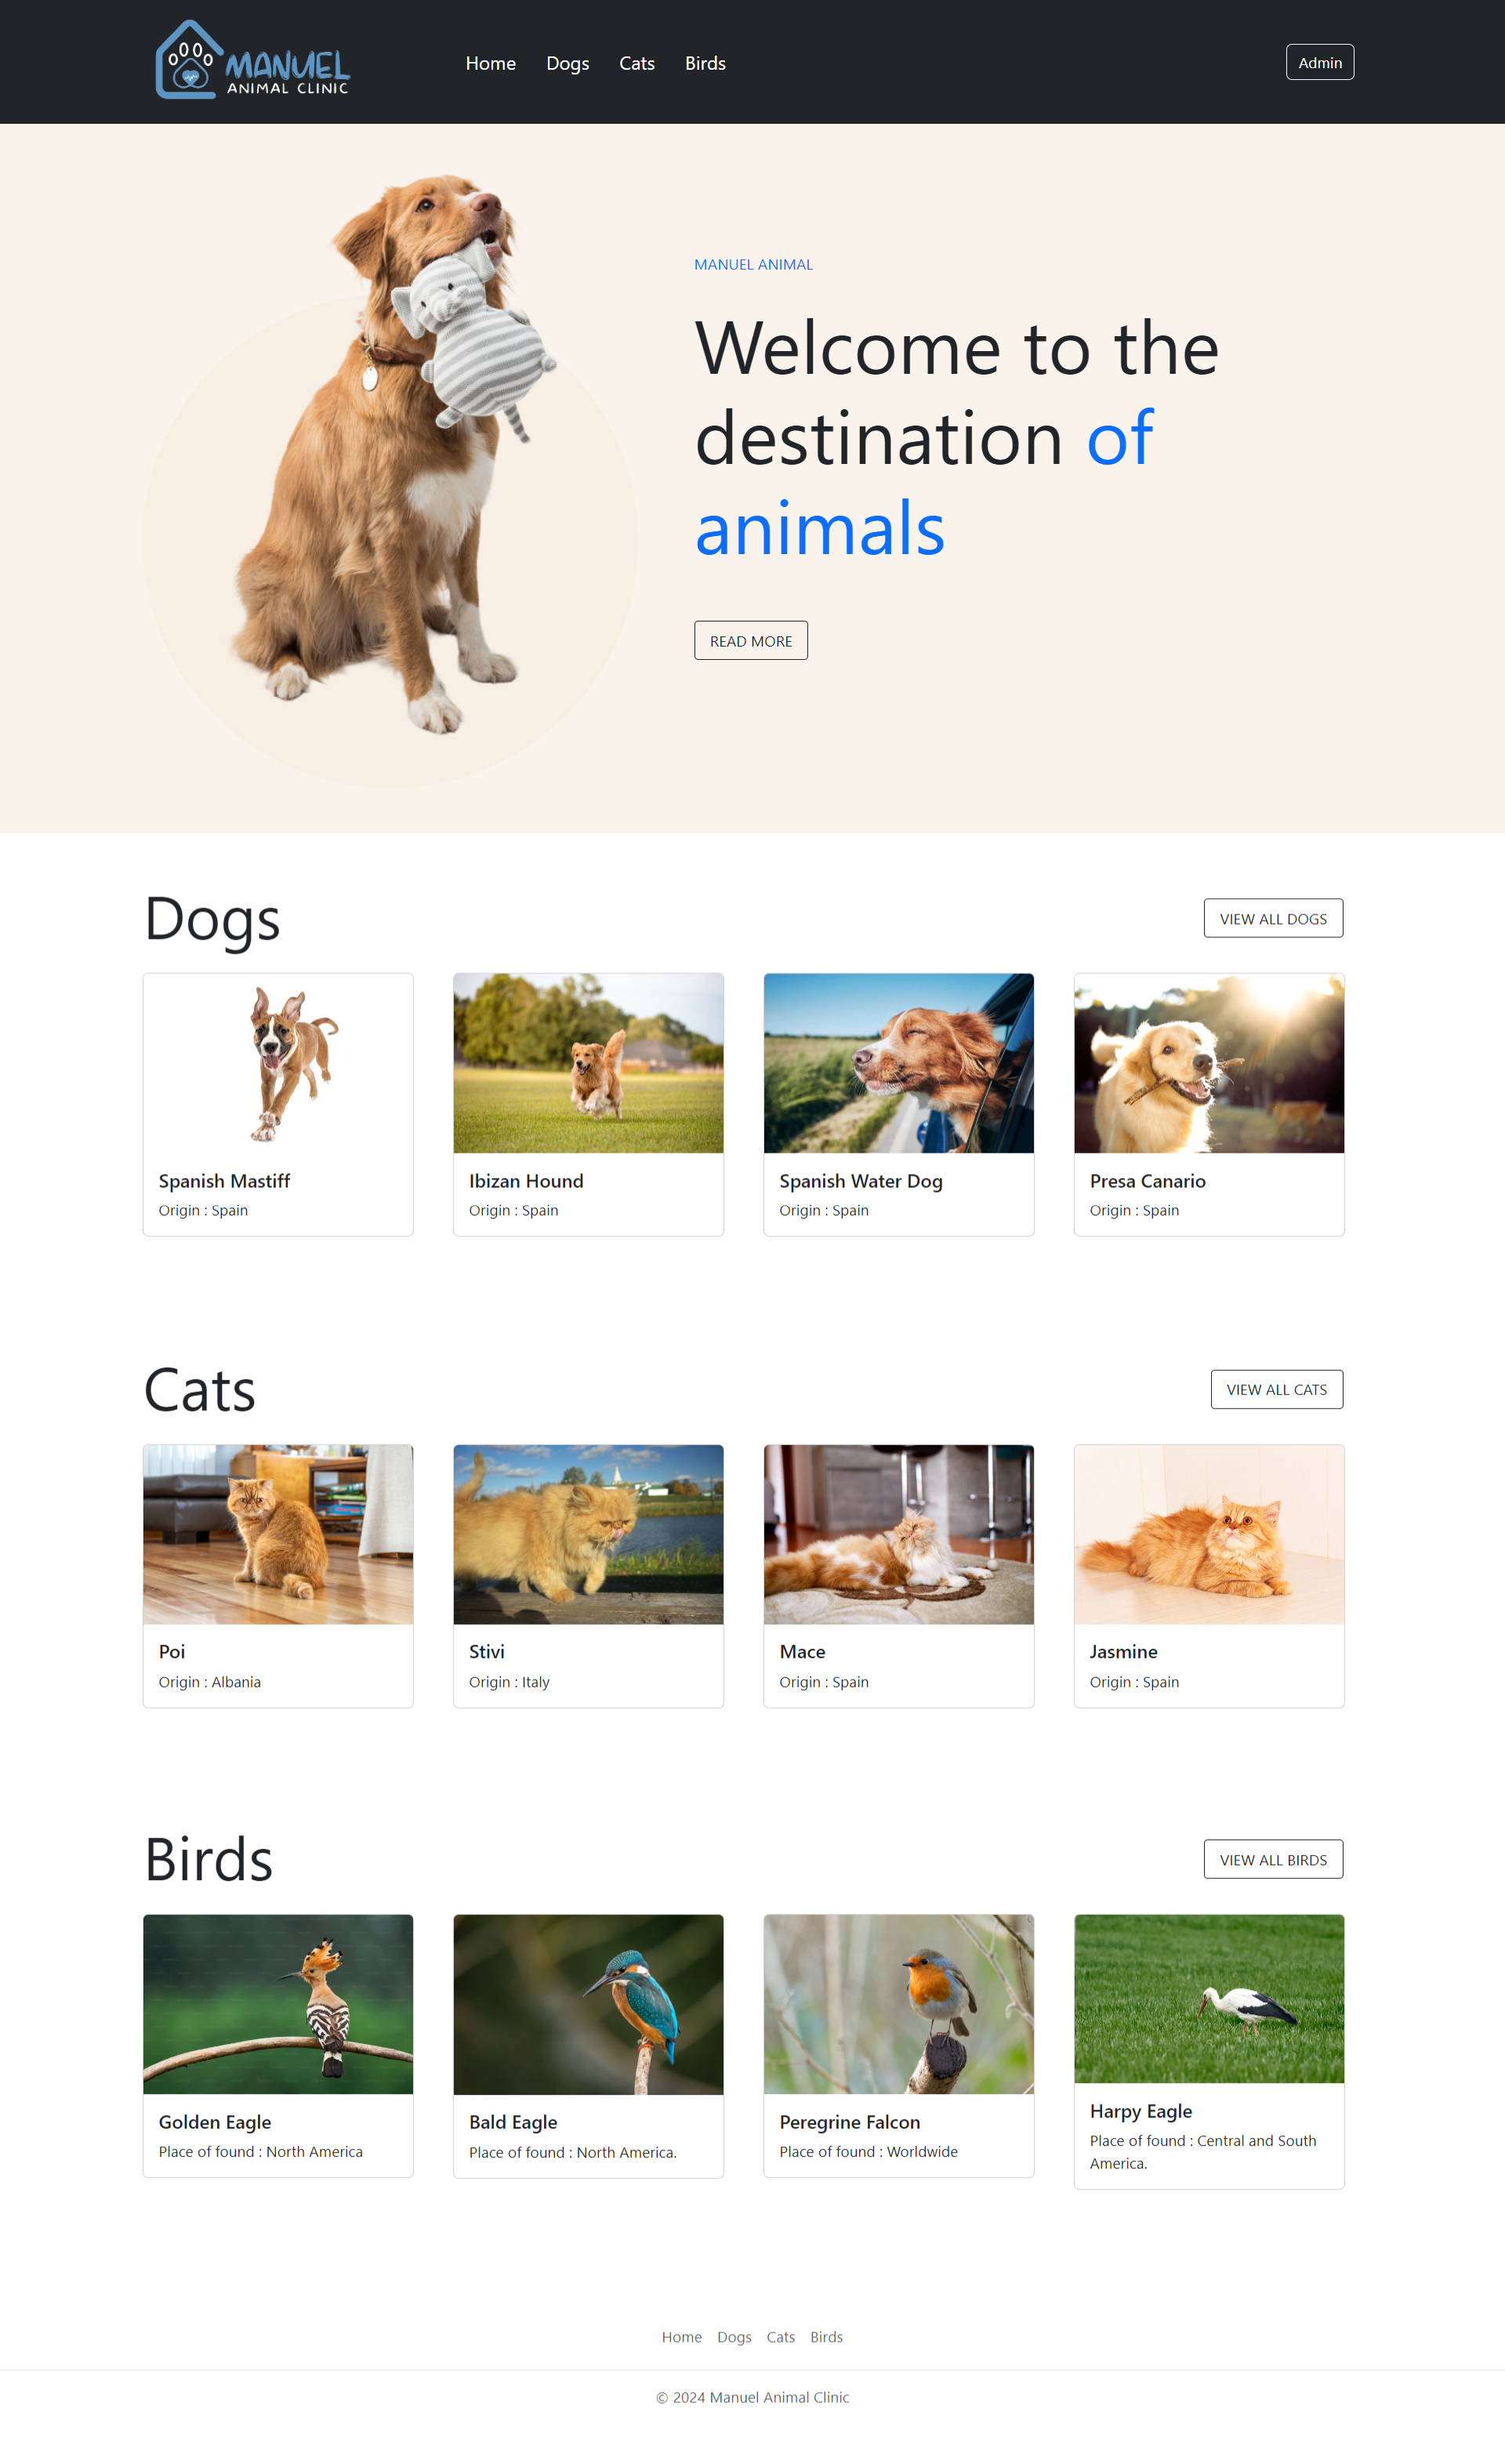 MANUEL
ANIMAL CLINIC
Home
Dogs
Cats
Birds
Admin
MANUEL ANIMAL
Welcome to the
destination of
animals
READ MORE
Dogs
VIEW ALL DOGS
Spanish Mastiff
Origin : Spain
Ibizan Hound
Origin : Spain
Spanish Water Dog
Origin : Spain
Presa Canario
Origin : Spain
Cats
VIEW ALL CATS
Poi
Origin : Albania
Stivi
Origin : Italy
Mace
Origin : Spain
Jasmine
Origin : Spain
Birds
VIEW ALL BIRDS
Golden Eagle
Place of found : North America
Bald Eagle
Place of found : North America.
Peregrine Falcon
Place of found : Worldwide
Harpy Eagle
Place of found : Central and South
America.
Home
Dogs
Cats
Birds
© 2024 Manuel Animal Clinic